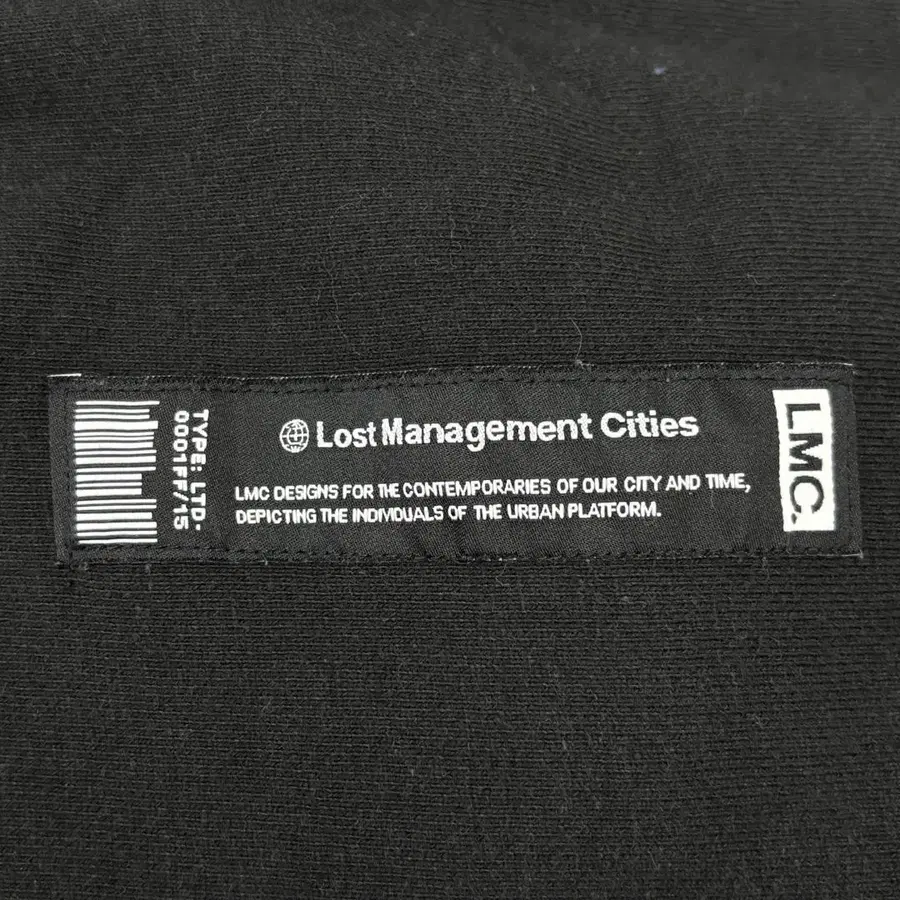 TYPE: LTD-
0001FF/15
Lost Management Cities
LMC DESIGNS FOR THE CONTEMPORARIES OF OUR CITY AND TIME,
DEPICTING THE INDIVIDUALS OF THE URBAN PLATFORM.
LMC.